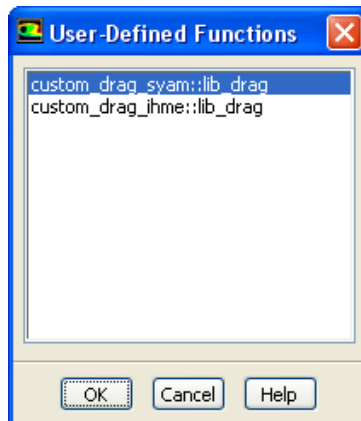 User-Defined Functions
custom_drag_syam::lib_drag
custom_drag_ihme::lib_drag
OK Cancel Help